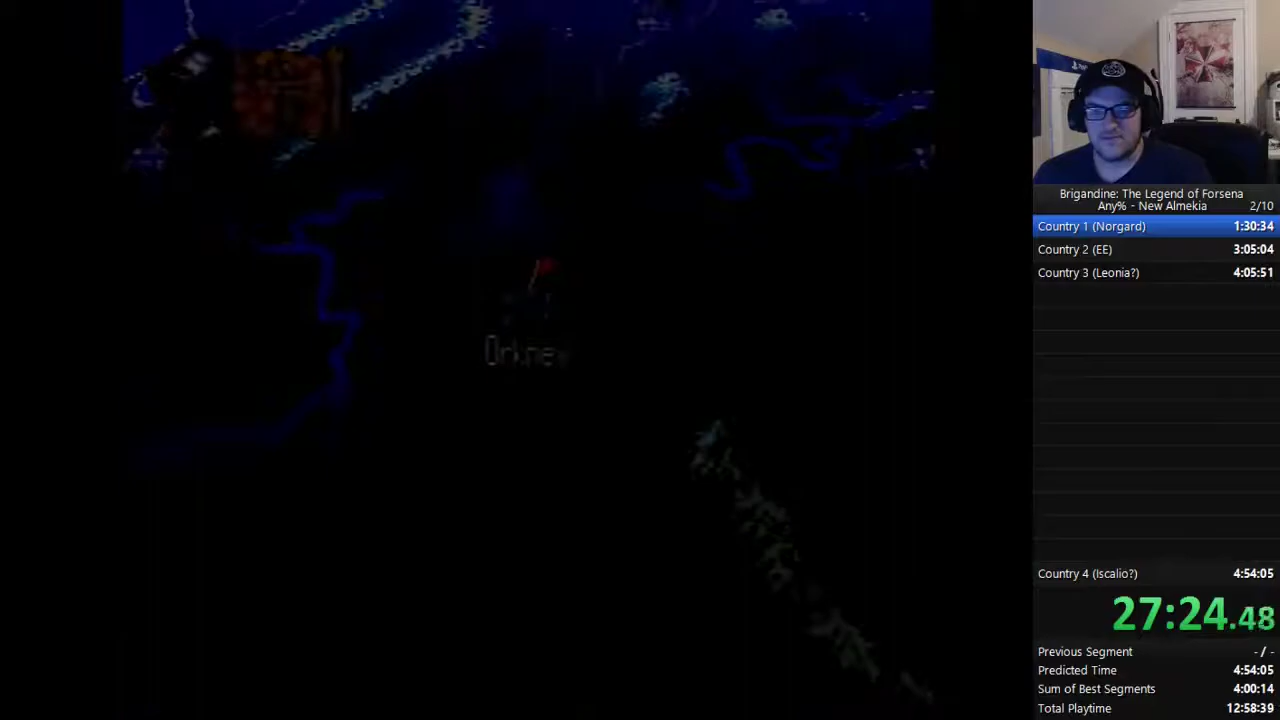 Orkney
Brigandine: The Legend of Forsena
Any% - New Almekia 2/10
Country 1 (Norgard) 1:30:34
Country 2 (EE) 3:05:04
Country 3 (Leonia?) 4:05:51
Country 4 (Iscalio?) 4:54:05
27:24.48
Previous Segment - / -
Predicted Time 4:54:05
Sum of Best Segments 4:00:14
Total Playtime 12:58:39